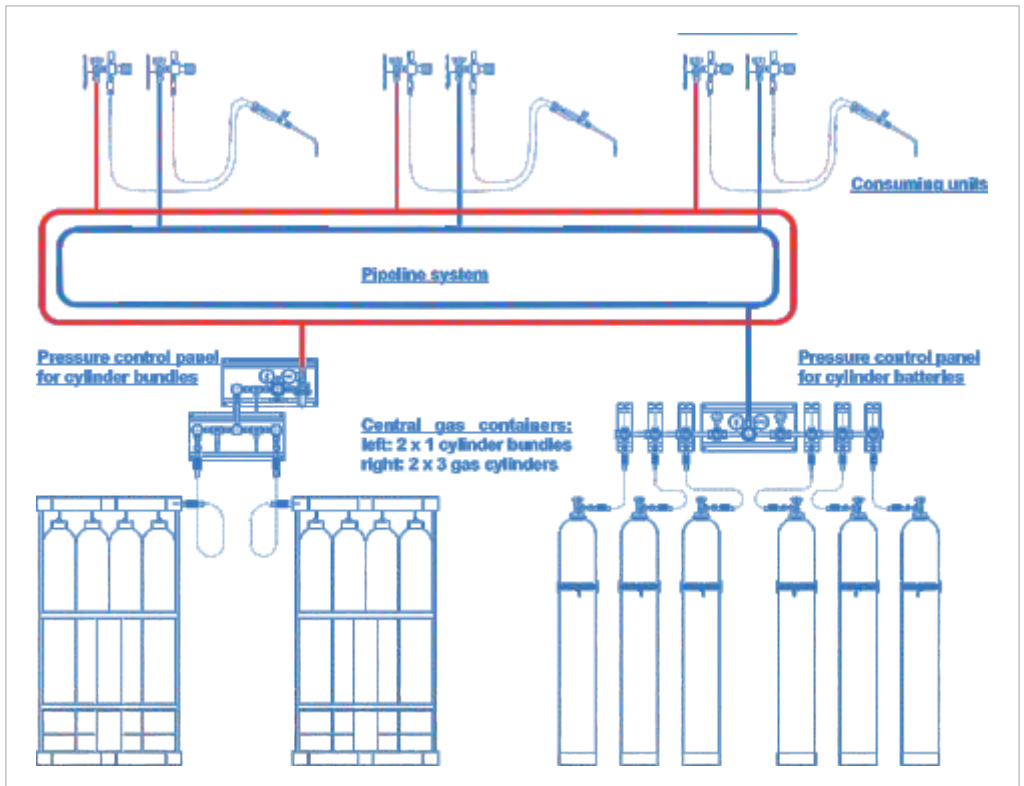 Consuming units
Pipeline system
Pressure control panel
for cylinder bundles
Pressure control panel
for cylinder batteries
Central gas containers:
left: 2 x 1 cylinder bundles
right: 2 x 3 gas cylinders